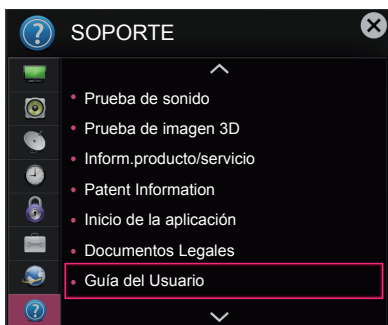 SOPORTE
• Prueba de sonido
• Prueba de imagen 3D
• Inform.producto/servicio
• Patent Information
• Inicio de la aplicación
• Documentos Legales
• Guía del Usuario